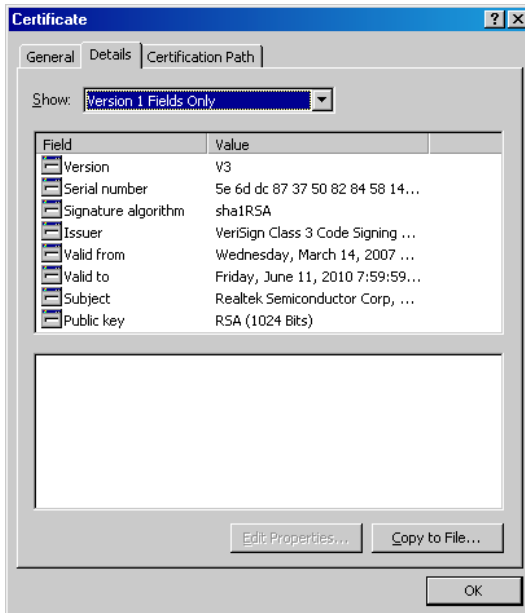 Certificate
General Details Certification Path
Show: Version 1 Fields Only
Field Value
Version V3
Serial number 5e 6d dc 87 37 50 82 84 58 14...
Signature algorithm sha1RSA
Issuer VeriSign Class 3 Code Signing ...
Valid from Wednesday, March 14, 2007 ...
Valid to Friday, June 11, 2010 7:59:59...
Subject Realtek Semiconductor Corp, ...
Public key RSA (1024 Bits)
Edit Properties... Copy to File...
OK